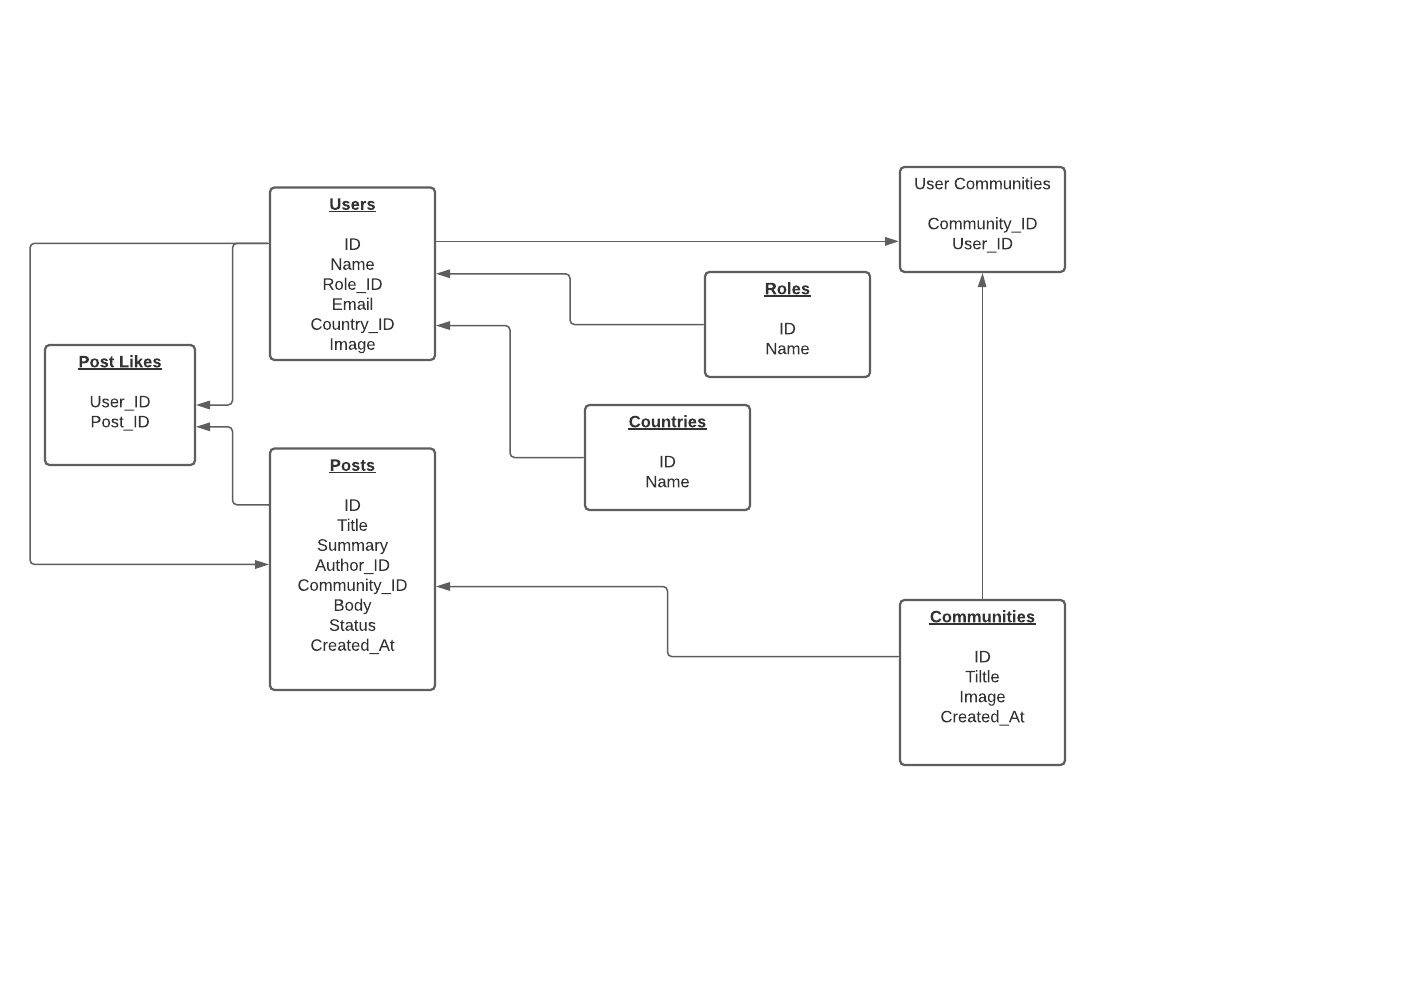 Users
ID
Name
Role_ID
Email
Country_ID
Image
User Communities
Community_ID
User_ID
Roles
ID
Name
Post Likes
User_ID
Post_ID
Countries
ID
Name
Posts
ID
Title
Summary
Author_ID
Community_ID
Body
Status
Created_At
Communities
ID
Tiltle
Image
Created_At